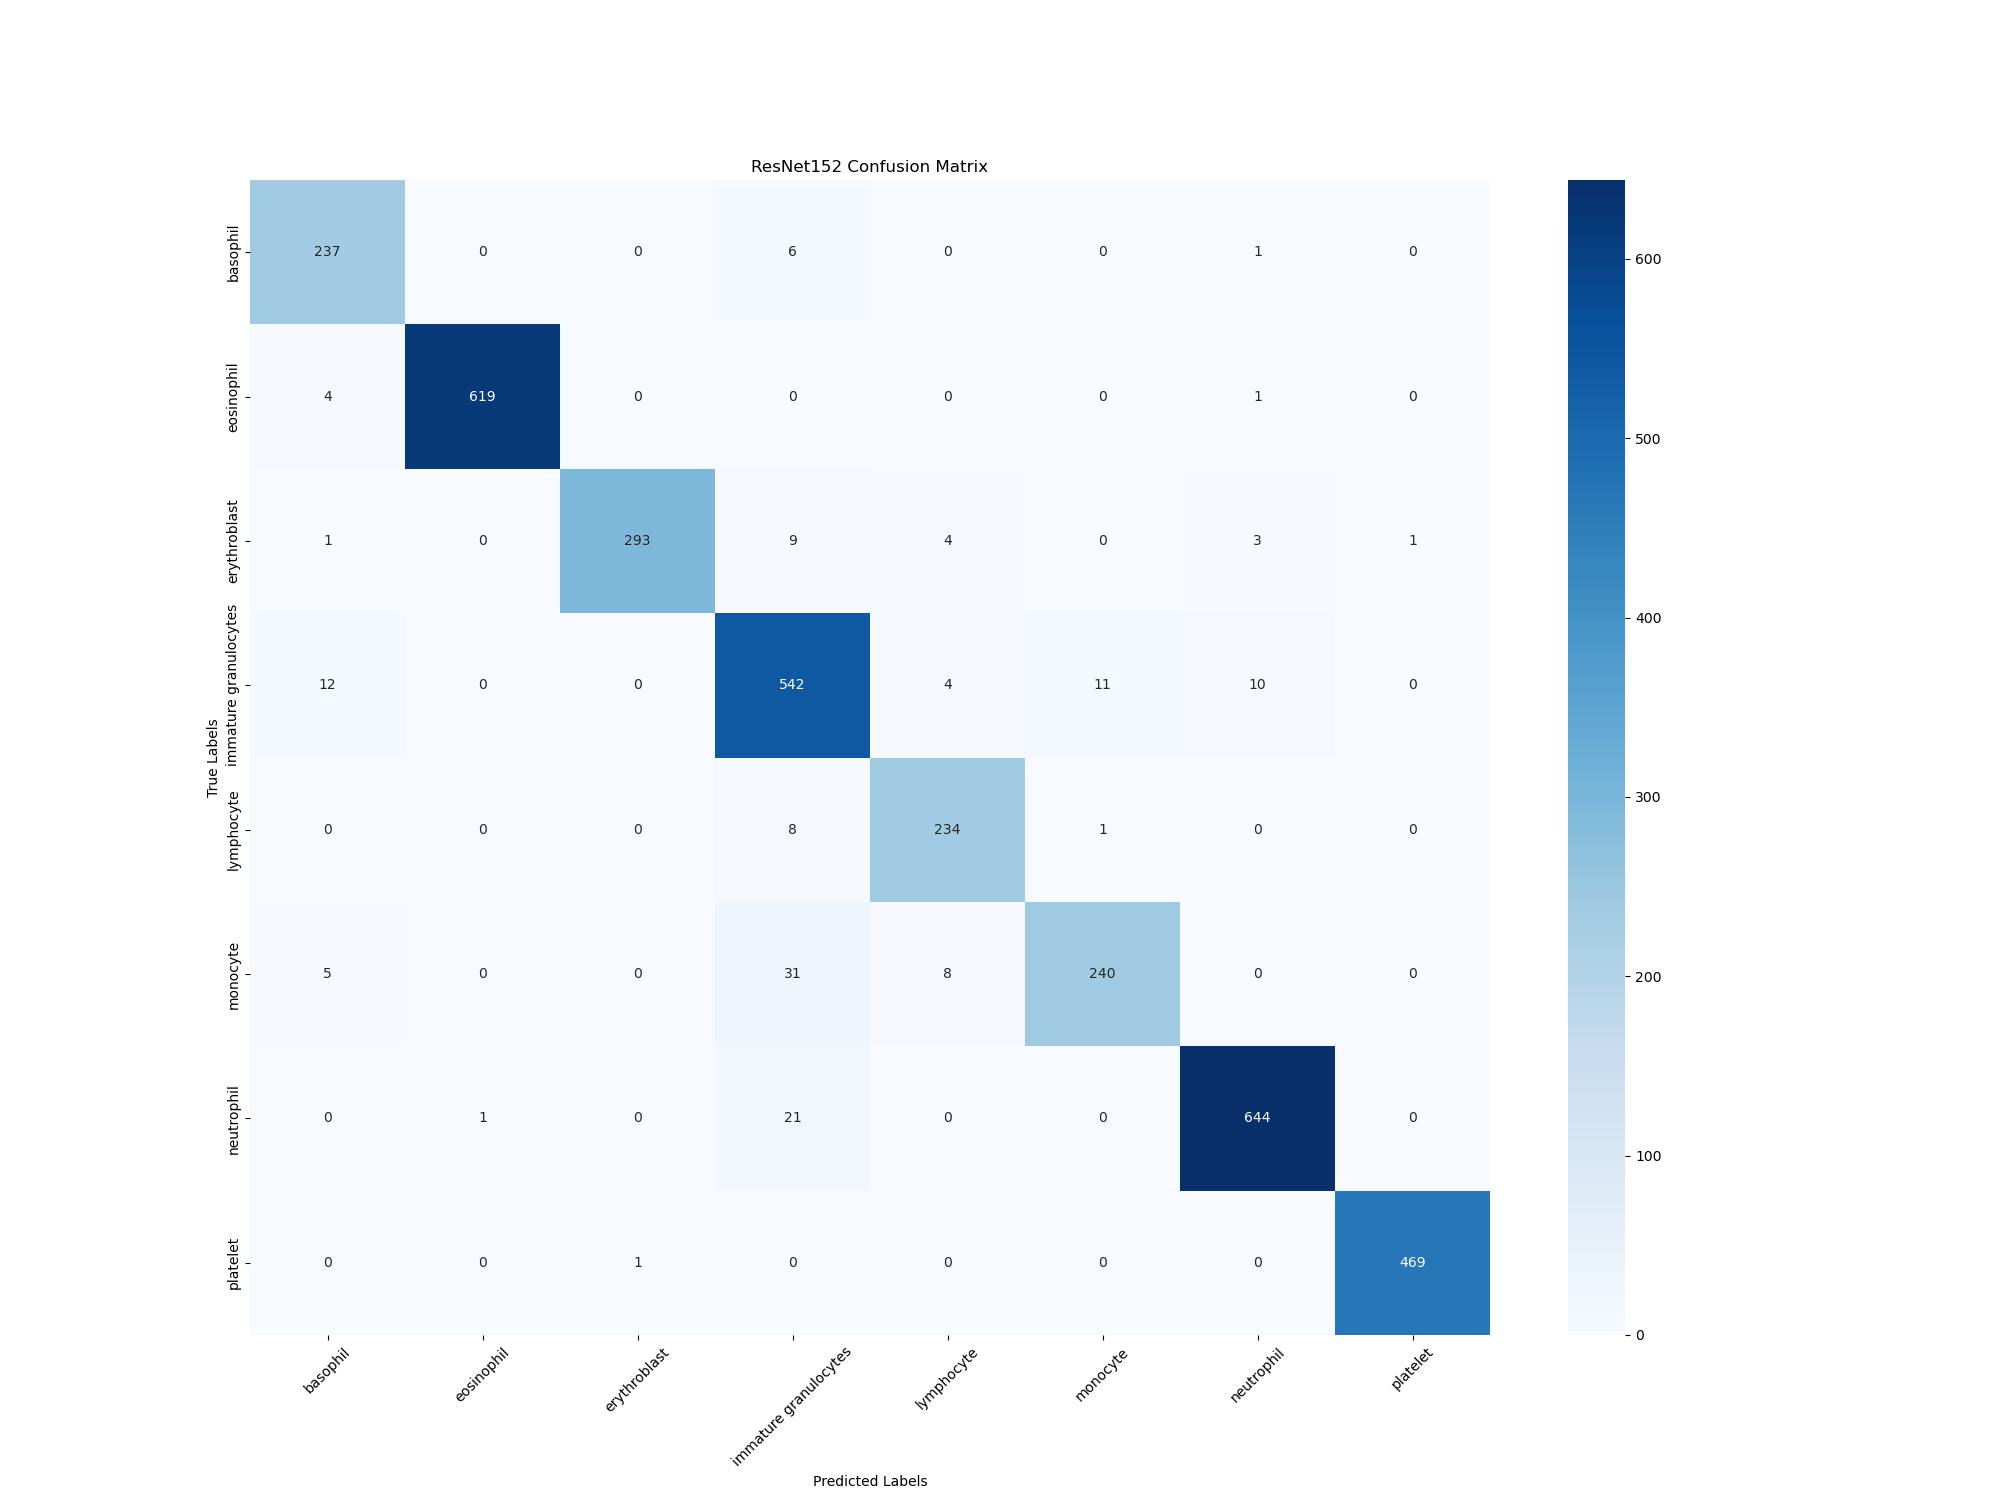 ResNet152 Confusion Matrix
basophil 237 0 0 6 0 0 1 0
eosinophil 4 619 0 0 0 0 1 0
erythroblast 1 0 293 9 4 0 3 1
immature granulocytes 12 0 0 542 4 11 10 0
lymphocyte 0 0 0 8 234 1 0 0
monocyte 5 0 0 31 8 240 0 0
neutrophil 0 1 0 21 0 0 644 0
platelet 0 0 1 0 0 0 0 469
True Labels
basophil eosinophil erythroblast immature granulocytes lymphocyte monocyte neutrophil platelet
Predicted Labels
600
500
400
300
200
100
0